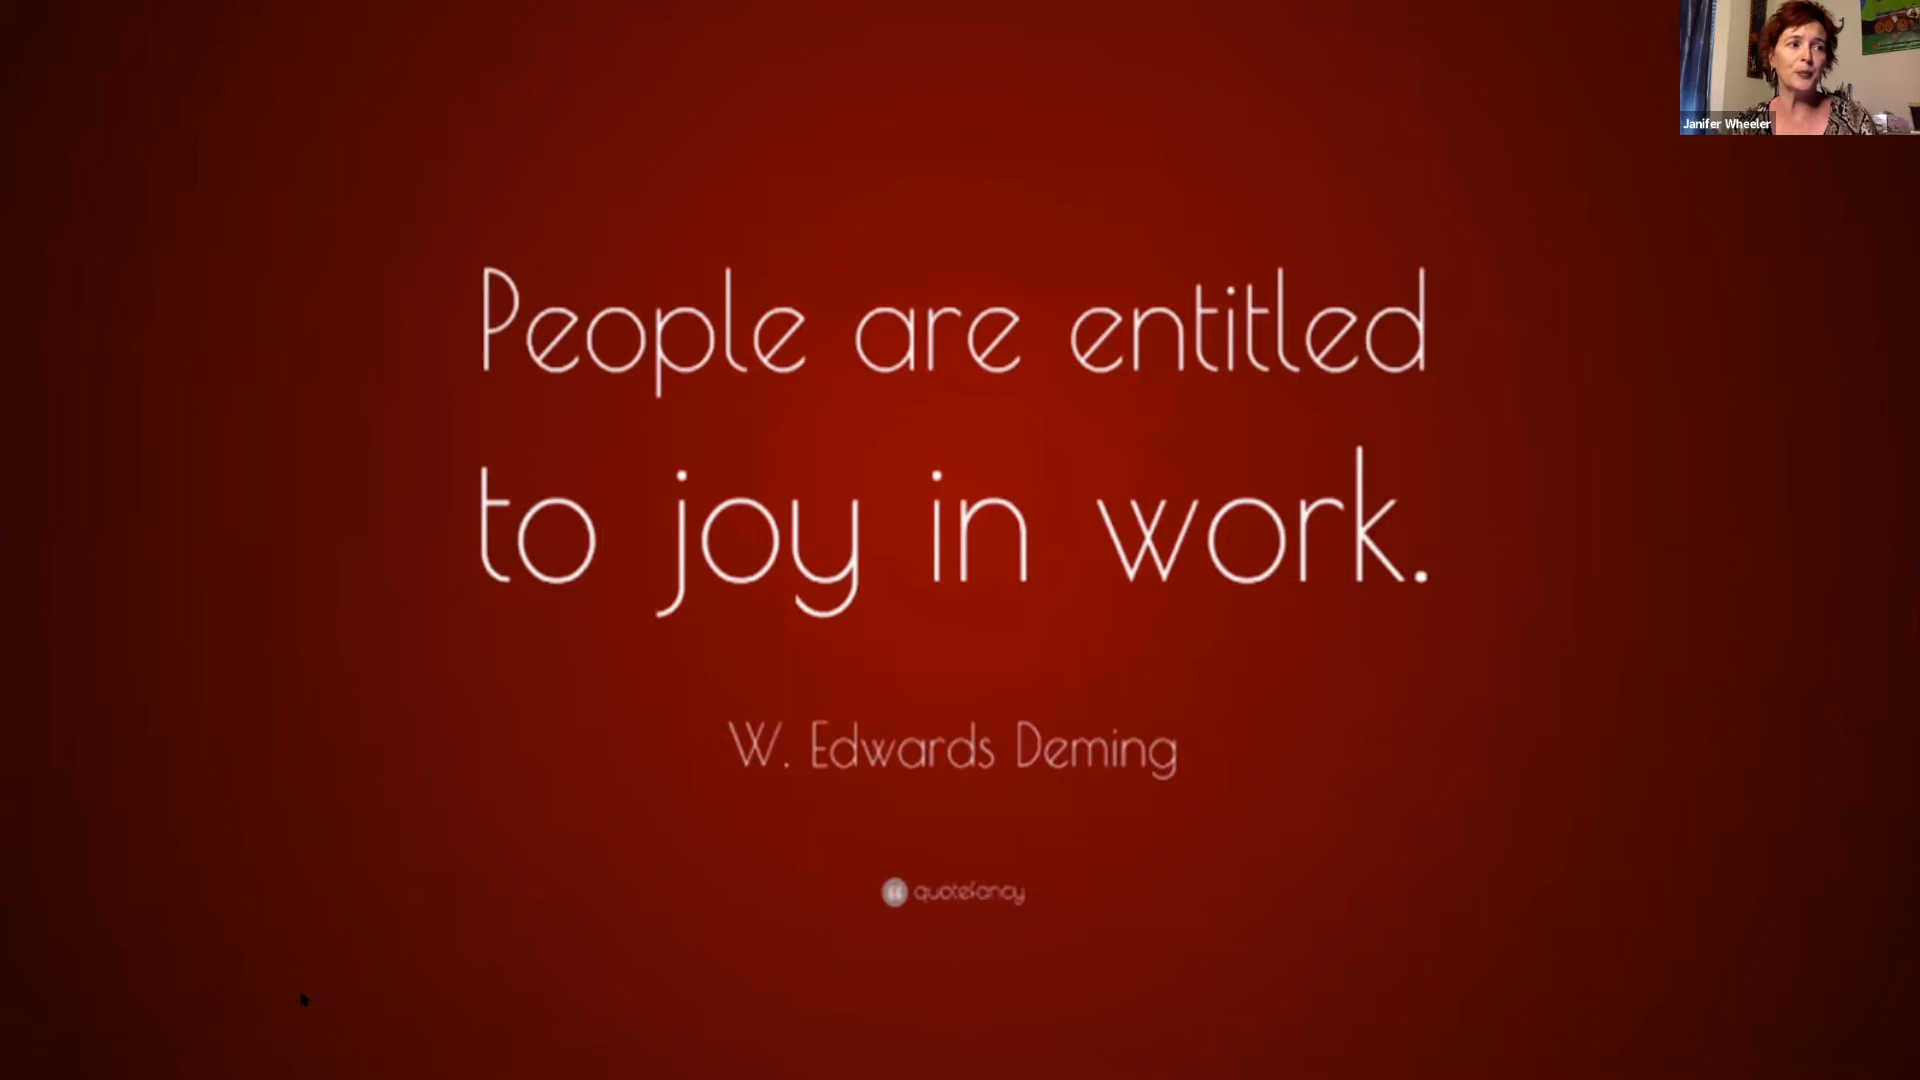 Janifer Wheeler
People are entitled
to joy in work.
W. Edwards Deming
quotefancy